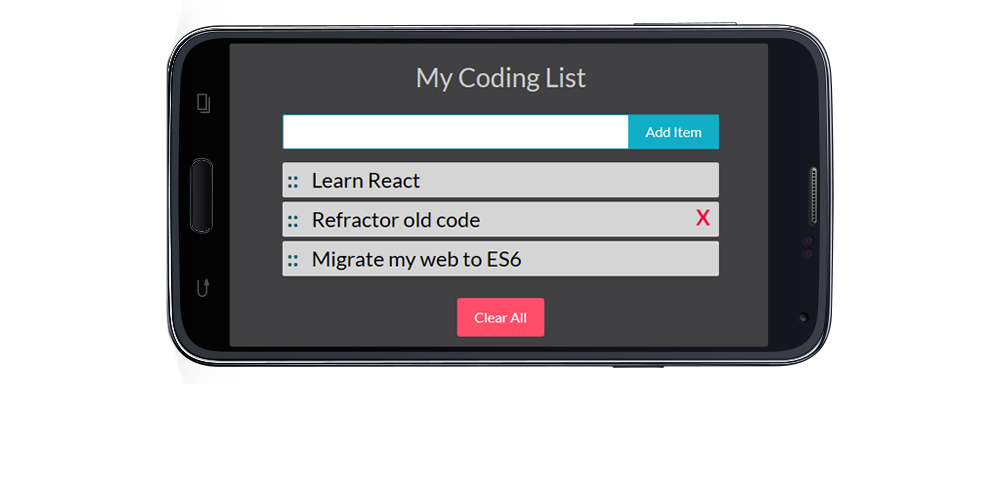 My Coding List
Add Item
:: Learn React
:: Refractor old code X
:: Migrate my web to ES6
Clear All